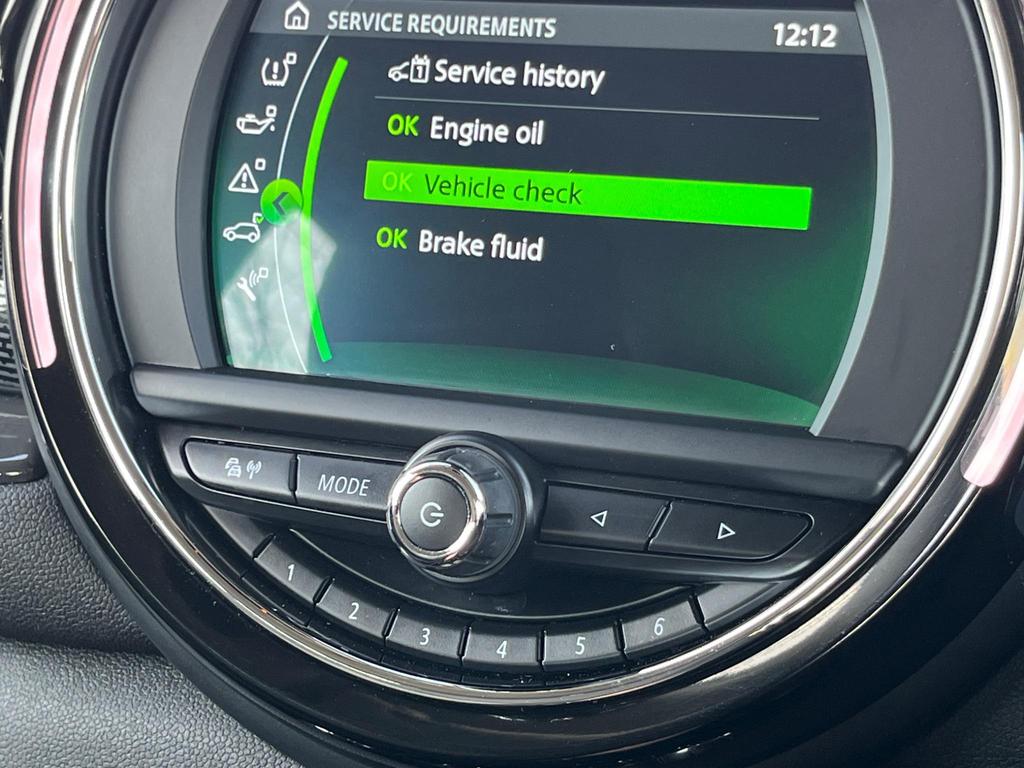 SERVICE REQUIREMENTS 12:12
Service history
OK Engine oil
OK Vehicle check
OK Brake fluid
MODE
1 2 3 4 5 6